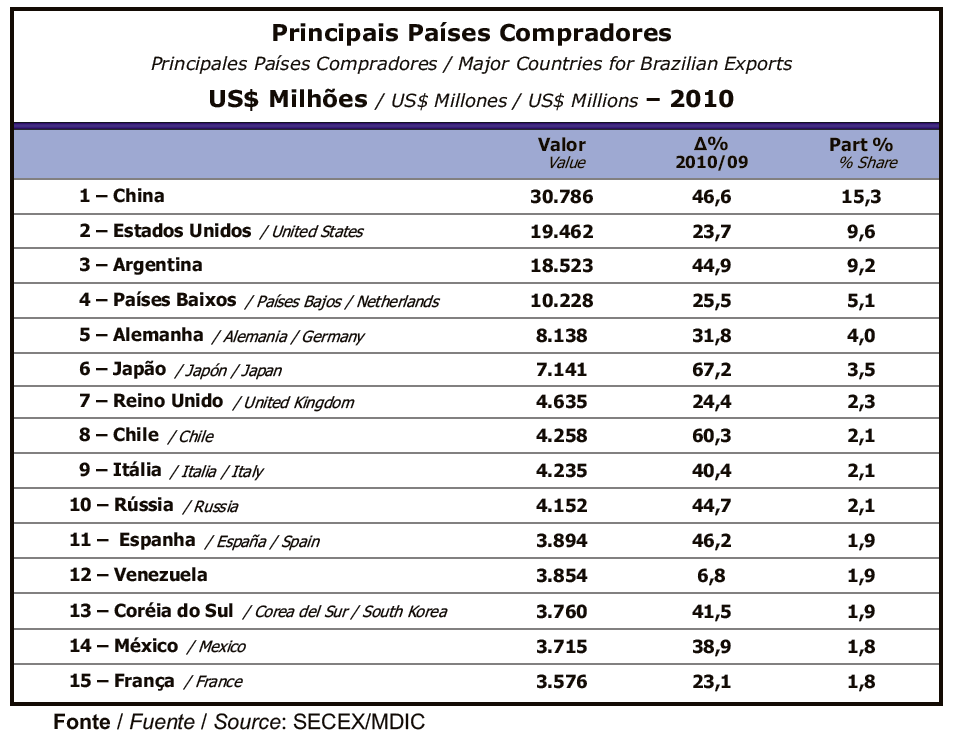 Principais Países Compradores
Principales Países Compradores / Major Countries for Brazilian Exports
US$ Milhões / US$ Millones / US$ Millions – 2010
Valor Δ% Part %
Value 2010/09 % Share
1 – China 30.786 46,6 15,3
2 – Estados Unidos / United States 19.462 23,7 9,6
3 – Argentina 18.523 44,9 9,2
4 – Países Baixos / Países Bajos / Netherlands 10.228 25,5 5,1
5 – Alemanha / Alemania / Germany 8.138 31,8 4,0
6 – Japão / Japón / Japan 7.141 67,2 3,5
7 – Reino Unido / United Kingdom 4.635 24,4 2,3
8 – Chile / Chile 4.258 60,3 2,1
9 – Itália / Italia / Italy 4.235 40,4 2,1
10 – Rússia / Russia 4.152 44,7 2,1
11 – Espanha / España / Spain 3.894 46,2 1,9
12 – Venezuela 3.854 6,8 1,9
13 – Coréia do Sul / Corea del Sur / South Korea 3.760 41,5 1,9
14 – México / Mexico 3.715 38,9 1,8
15 – França / France 3.576 23,1 1,8
Fonte / Fuente / Source: SECEX/MDIC